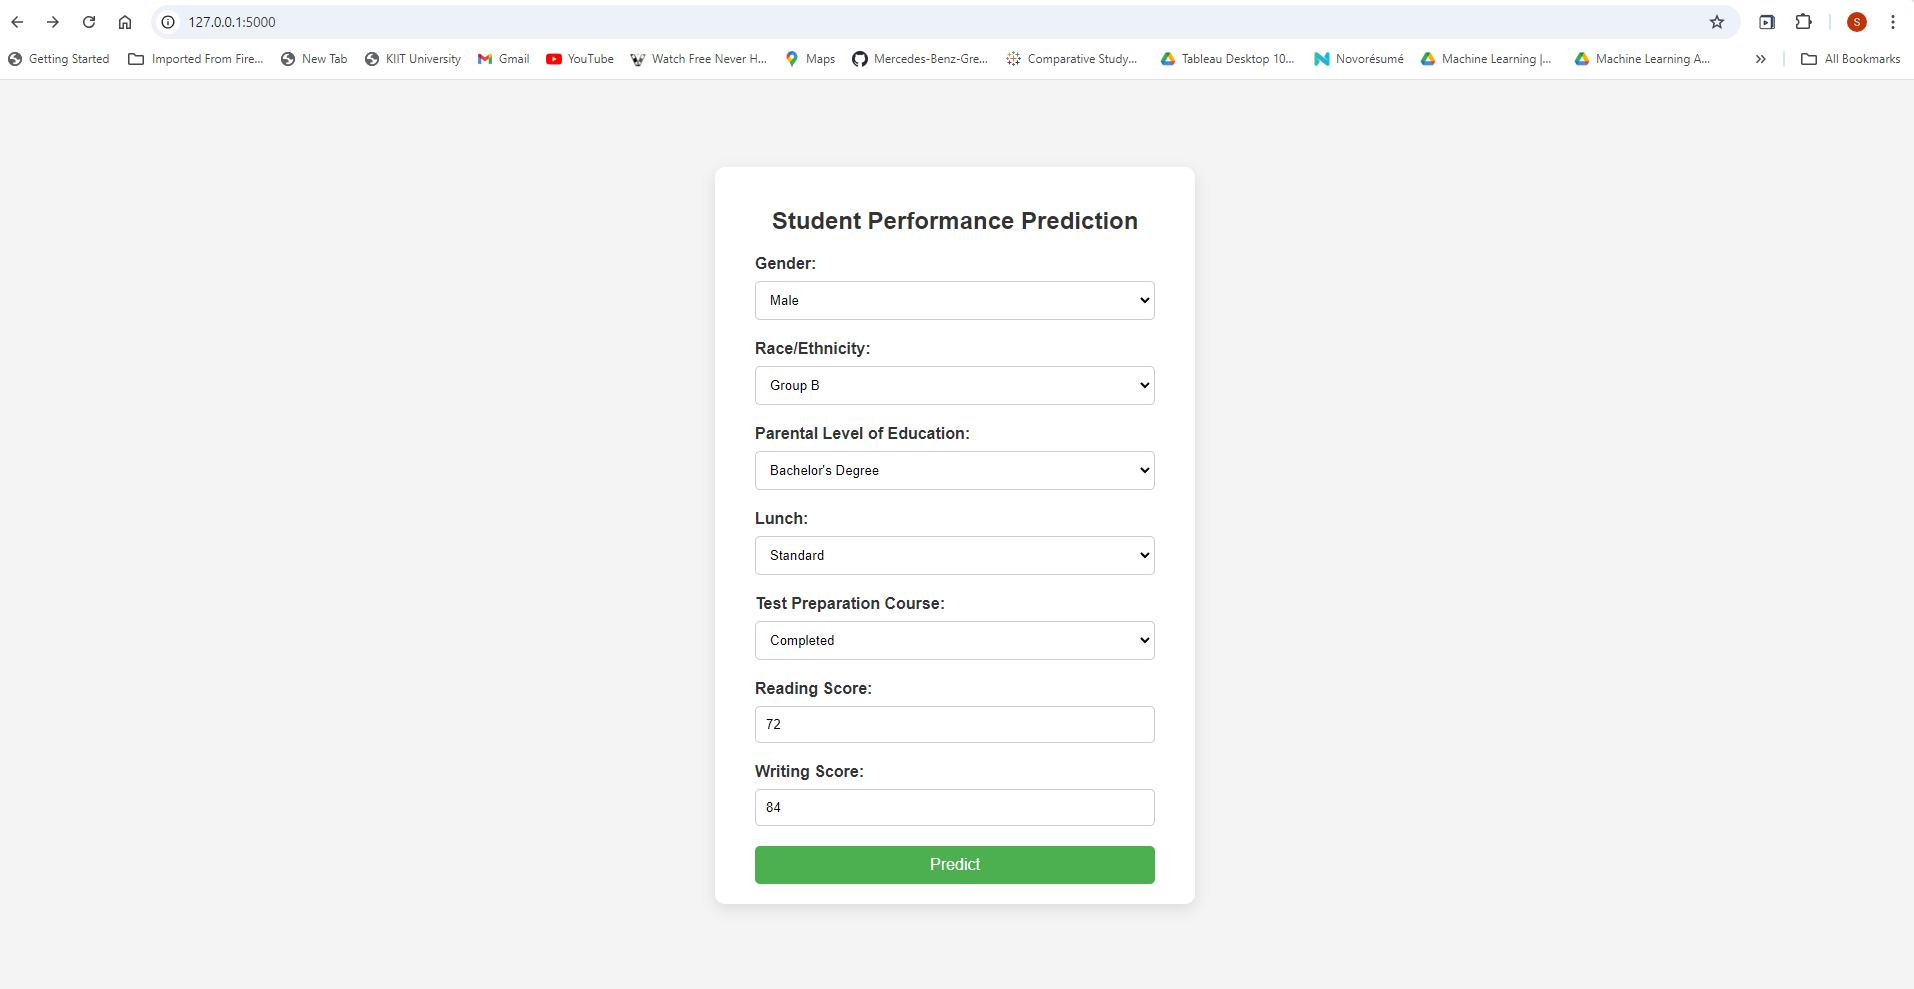 127.0.0.1:5000
S
Getting Started Imported From Fire... New Tab KIIT University Gmail YouTube Watch Free Never H... Maps Mercedes-Benz-Gre... Comparative Study... Tableau Desktop 10... Novorésumé Machine Learning |... Machine Learning A... » All Bookmarks
Student Performance Prediction
Gender:
Male
Race/Ethnicity:
Group B
Parental Level of Education:
Bachelor's Degree
Lunch:
Standard
Test Preparation Course:
Completed
Reading Score:
72
Writing Score:
84
Predict